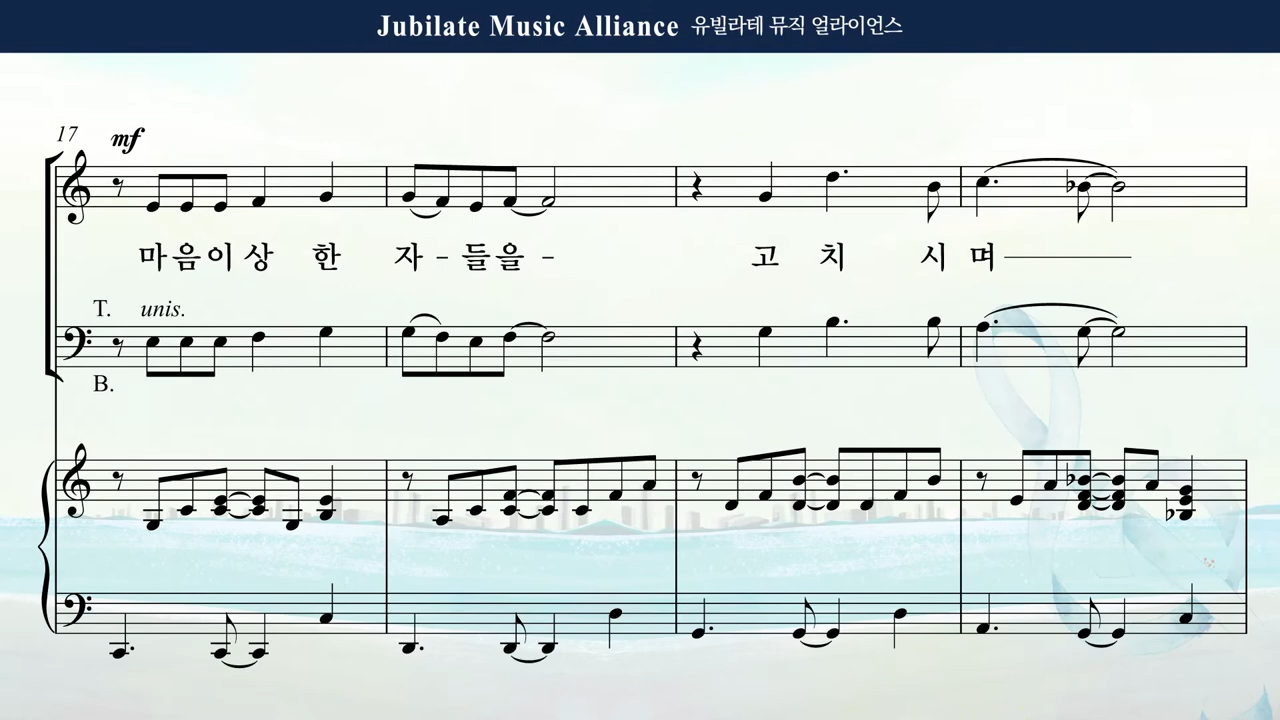 Jubilate Music Alliance 유빌라테 뮤직 얼라이언스
17 mf
마음이상 한 자 - 들을 - 고 치 시 며
T. unis.
B.